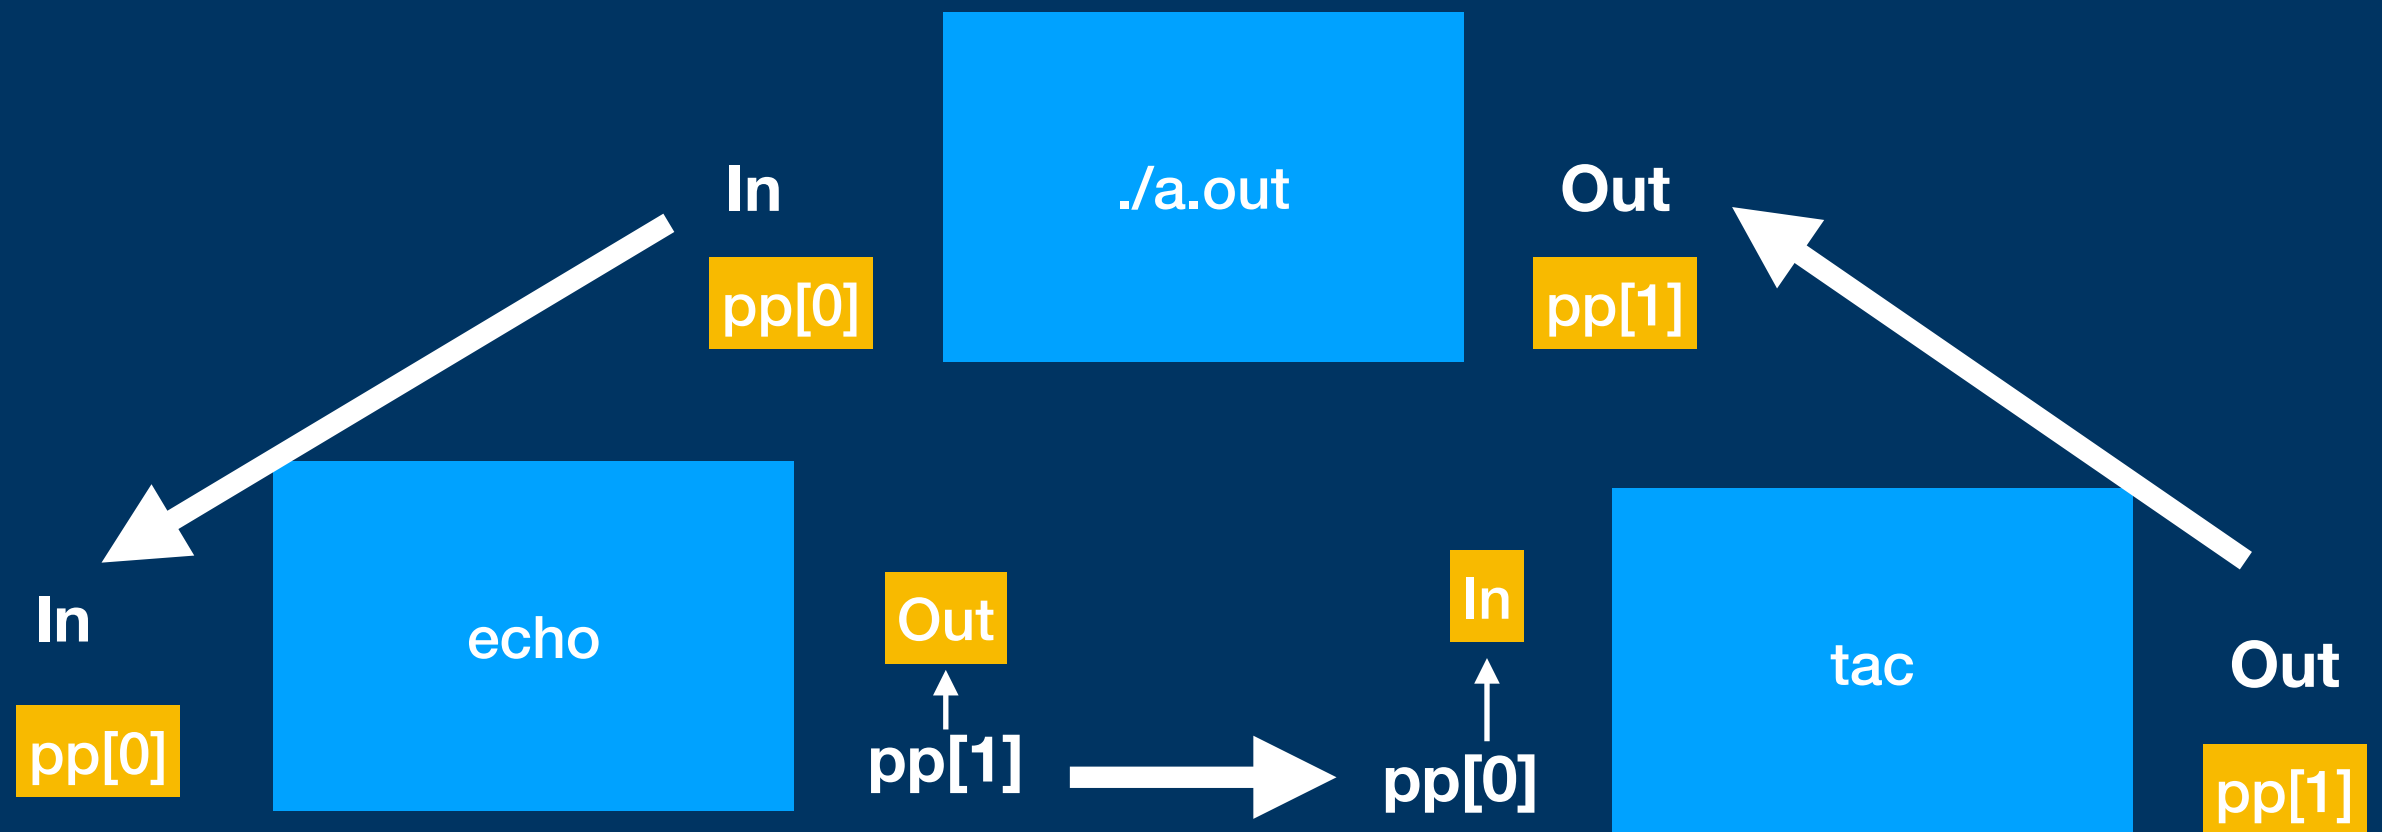 In
./a.out
Out
pp[0]
pp[1]
In
echo
Out
In
tac
Out
pp[0]
pp[1]
pp[0]
pp[1]